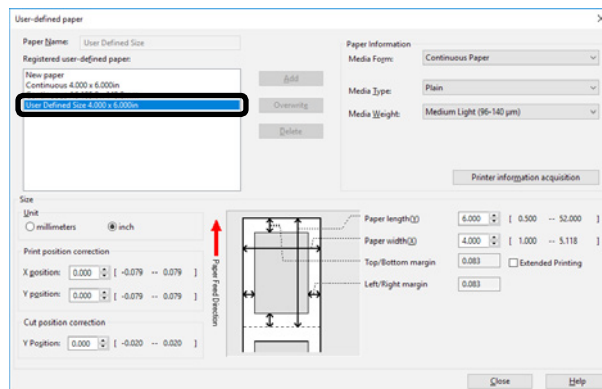 User-defined paper
Paper Name: User Defined Size
Registered user-defined paper:
New paper
Continuous 4.000 x 6.000in
User Defined Size 4.000 x 6.000in
Add
Overwrite
Delete
Paper Information
Media Form: Continuous Paper
Media Type: Plain
Media Weight: Medium Light (96-140 μm)
Printer information acquisition
Size
Unit
millimeters inch
Print position correction
X position: 0.000 [ -0.079 -- 0.079 ]
Y position: 0.000 [ -0.079 -- 0.079 ]
Cut position correction
Y Position: 0.000 [ -0.020 -- 0.020 ]
Paper Feed Direction
Paper length(Y) 6.000 [ 0.500 -- 52.000 ]
Paper width(X) 4.000 [ 1.000 -- 5.118 ]
Top/Bottom margin 0.083 Extended Printing
Left/Right margin 0.083
Close Help